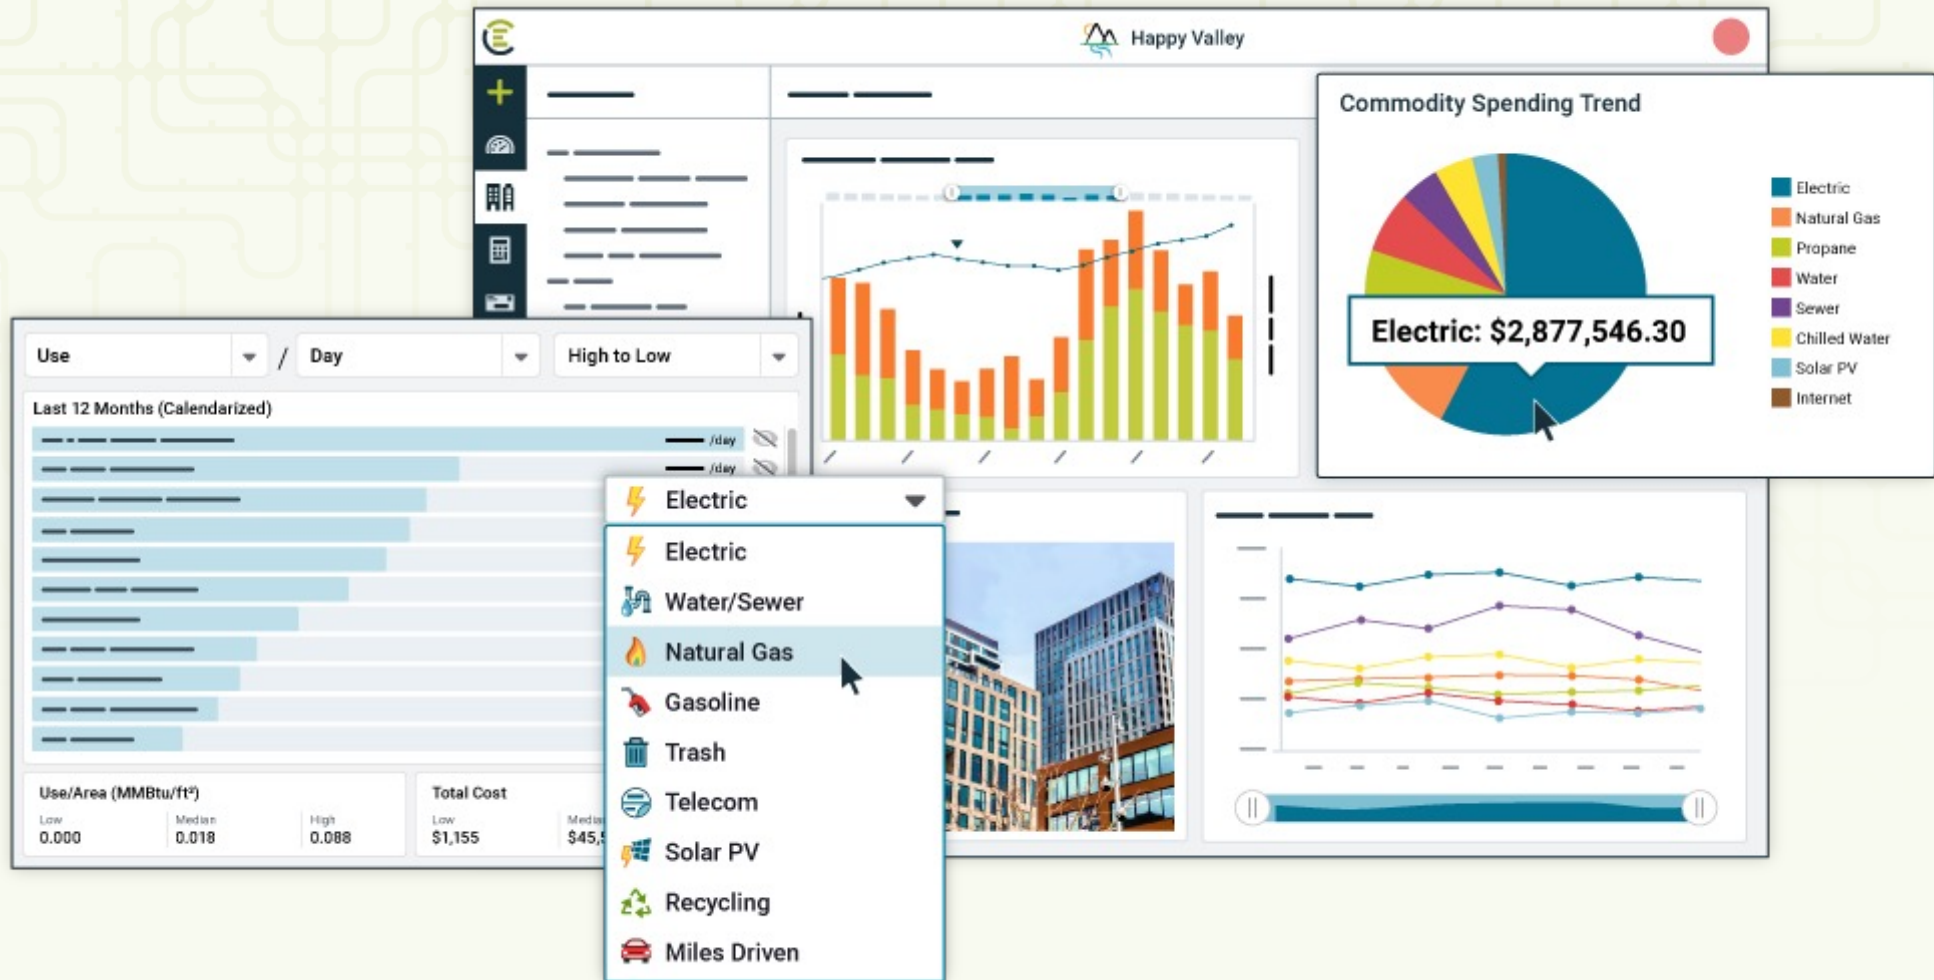 Happy Valley
Commodity Spending Trend
Electric
Natural Gas
Propane
Water
Sewer
Chilled Water
Solar PV
Internet
Electric: $2,877,546.30
Use / Day High to Low
Last 12 Months (Calendarized)
/day
/day
Electric
Electric
Water/Sewer
Natural Gas
Gasoline
Trash
Telecom
Solar PV
Recycling
Miles Driven
Use/Area (MMBtu/ft²)
Low Median High
0.000 0.018 0.088
Total Cost
Low
$1,155